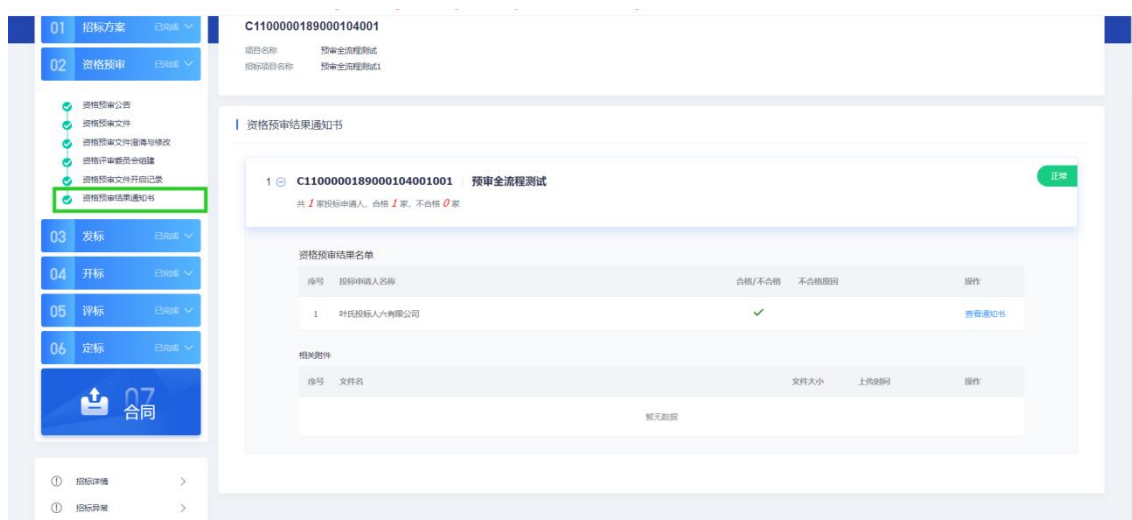 01 招标方案 已完成
02 资格预审 已完成
资格预审公告
资格预审文件
资格预审文件澄清与修改
资格评审委员会组建
资格预审文件开启记录
资格预审结果通知书
03 发标 已完成
04 开标 已完成
05 评标 已完成
06 定标 已完成
07
合同
招标详情
招标异常
C1100000189000104001
项目名称 预审全流程测试
招标项目名称 预审全流程测试1
资格预审结果通知书
1 C1100000189000104001001 预审全流程测试
正常
共 1 家投标申请人, 合格 1 家, 不合格 0 家
资格预审结果名单
序号 投标申请人名称 合格/不合格 不合格原因 操作
1 叶氏投标人六有限公司 查看通知书
相关附件
序号 文件名 文件大小 上传时间 操作
暂无数据